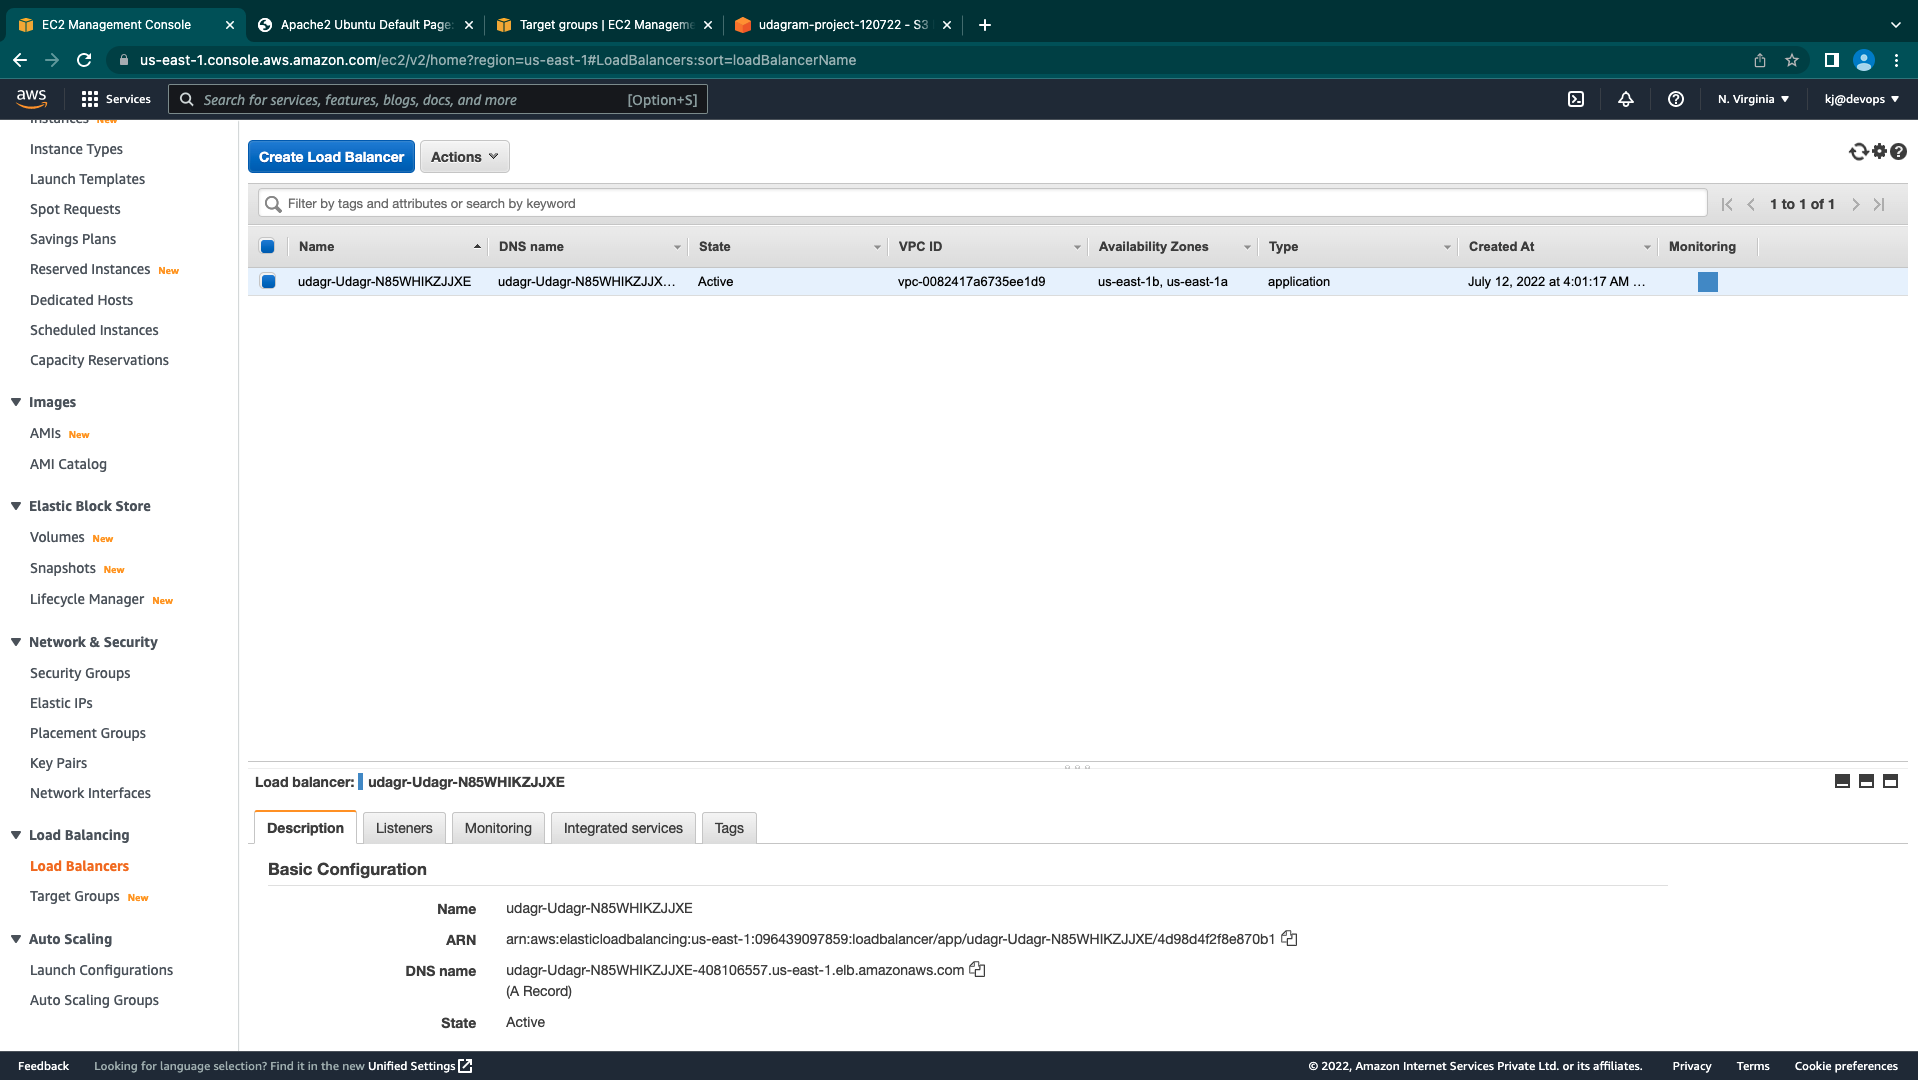 EC2 Management Console
Apache2 Ubuntu Default Page:
Target groups | EC2 Manageme
udagram-project-120722 - S3
us-east-1.console.aws.amazon.com/ec2/v2/home?region=us-east-1#LoadBalancers:sort=loadBalancerName
aws
Services
Search for services, features, blogs, docs, and more
[Option+S]
N. Virginia
kj@devops
Instances New
Instance Types
Launch Templates
Spot Requests
Savings Plans
Reserved Instances New
Dedicated Hosts
Scheduled Instances
Capacity Reservations
Images
AMIs New
AMI Catalog
Elastic Block Store
Volumes New
Snapshots New
Lifecycle Manager New
Network & Security
Security Groups
Elastic IPs
Placement Groups
Key Pairs
Network Interfaces
Load Balancing
Load Balancers
Target Groups New
Auto Scaling
Launch Configurations
Auto Scaling Groups
Create Load Balancer
Actions
Filter by tags and attributes or search by keyword
1 to 1 of 1
Name DNS name State VPC ID Availability Zones Type Created At Monitoring
udagr-Udagr-N85WHIKZJJXE udagr-Udagr-N85WHIKZJJX... Active vpc-0082417a6735ee1d9 us-east-1b, us-east-1a application July 12, 2022 at 4:01:17 AM ...
Load balancer: udagr-Udagr-N85WHIKZJJXE
Description Listeners Monitoring Integrated services Tags
Basic Configuration
Name udagr-Udagr-N85WHIKZJJXE
ARN arn:aws:elasticloadbalancing:us-east-1:096439097859:loadbalancer/app/udagr-Udagr-N85WHIKZJJXE/4d98d4f2f8e870b1
DNS name udagr-Udagr-N85WHIKZJJXE-408106557.us-east-1.elb.amazonaws.com
(A Record)
State Active
Feedback
Looking for language selection? Find it in the new Unified Settings
© 2022, Amazon Internet Services Private Ltd. or its affiliates.
Privacy
Terms
Cookie preferences